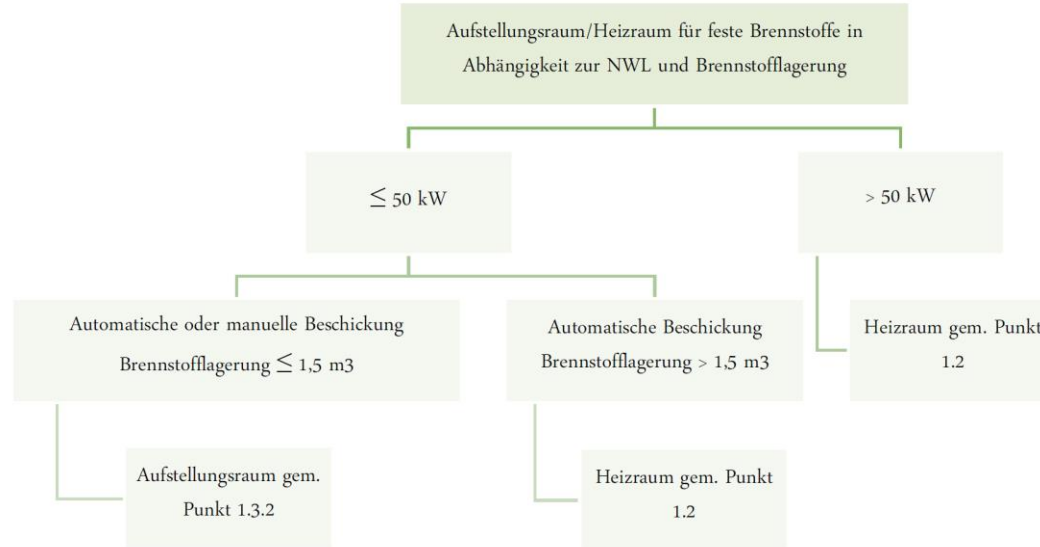 Aufstellungsraum/Heizraum für feste Brennstoffe in
Abhängigkeit zur NWL und Brennstofflagerung
≤ 50 kW
> 50 kW
Automatische oder manuelle Beschickung
Brennstofflagerung ≤ 1,5 m3
Automatische Beschickung
Brennstofflagerung > 1,5 m3
Heizraum gem. Punkt
1.2
Aufstellungsraum gem.
Punkt 1.3.2
Heizraum gem. Punkt
1.2